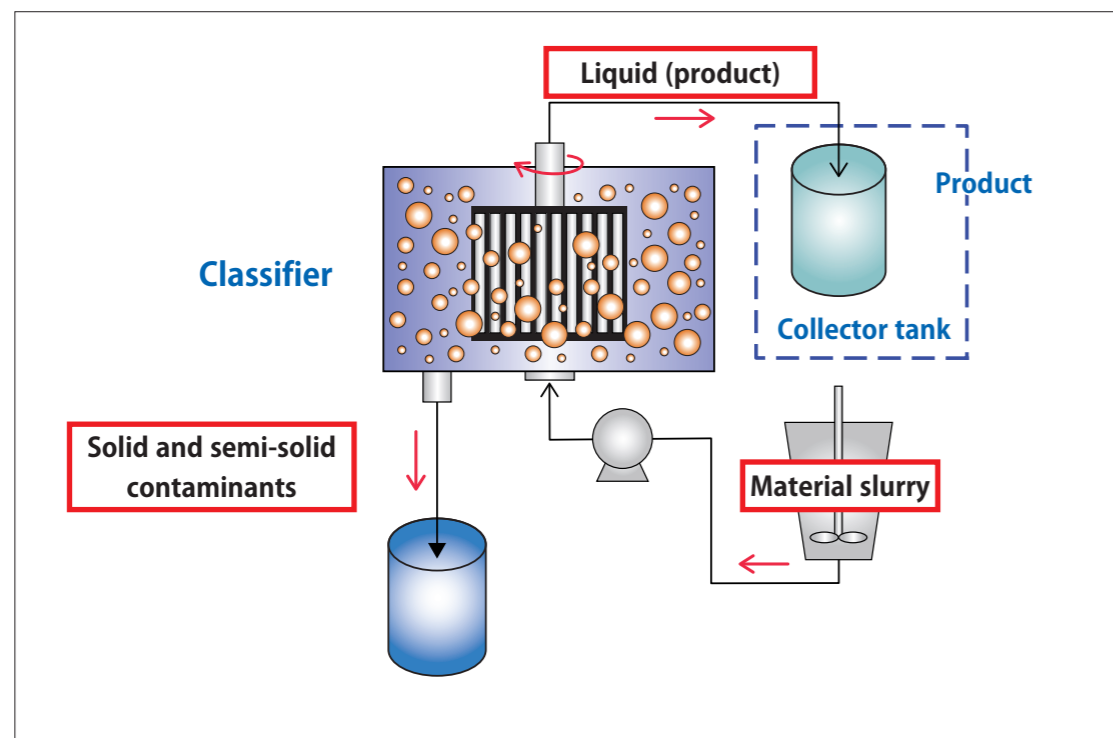 Liquid (product)
Product
Classifier
Collector tank
Solid and semi-solid
contaminants
Material slurry